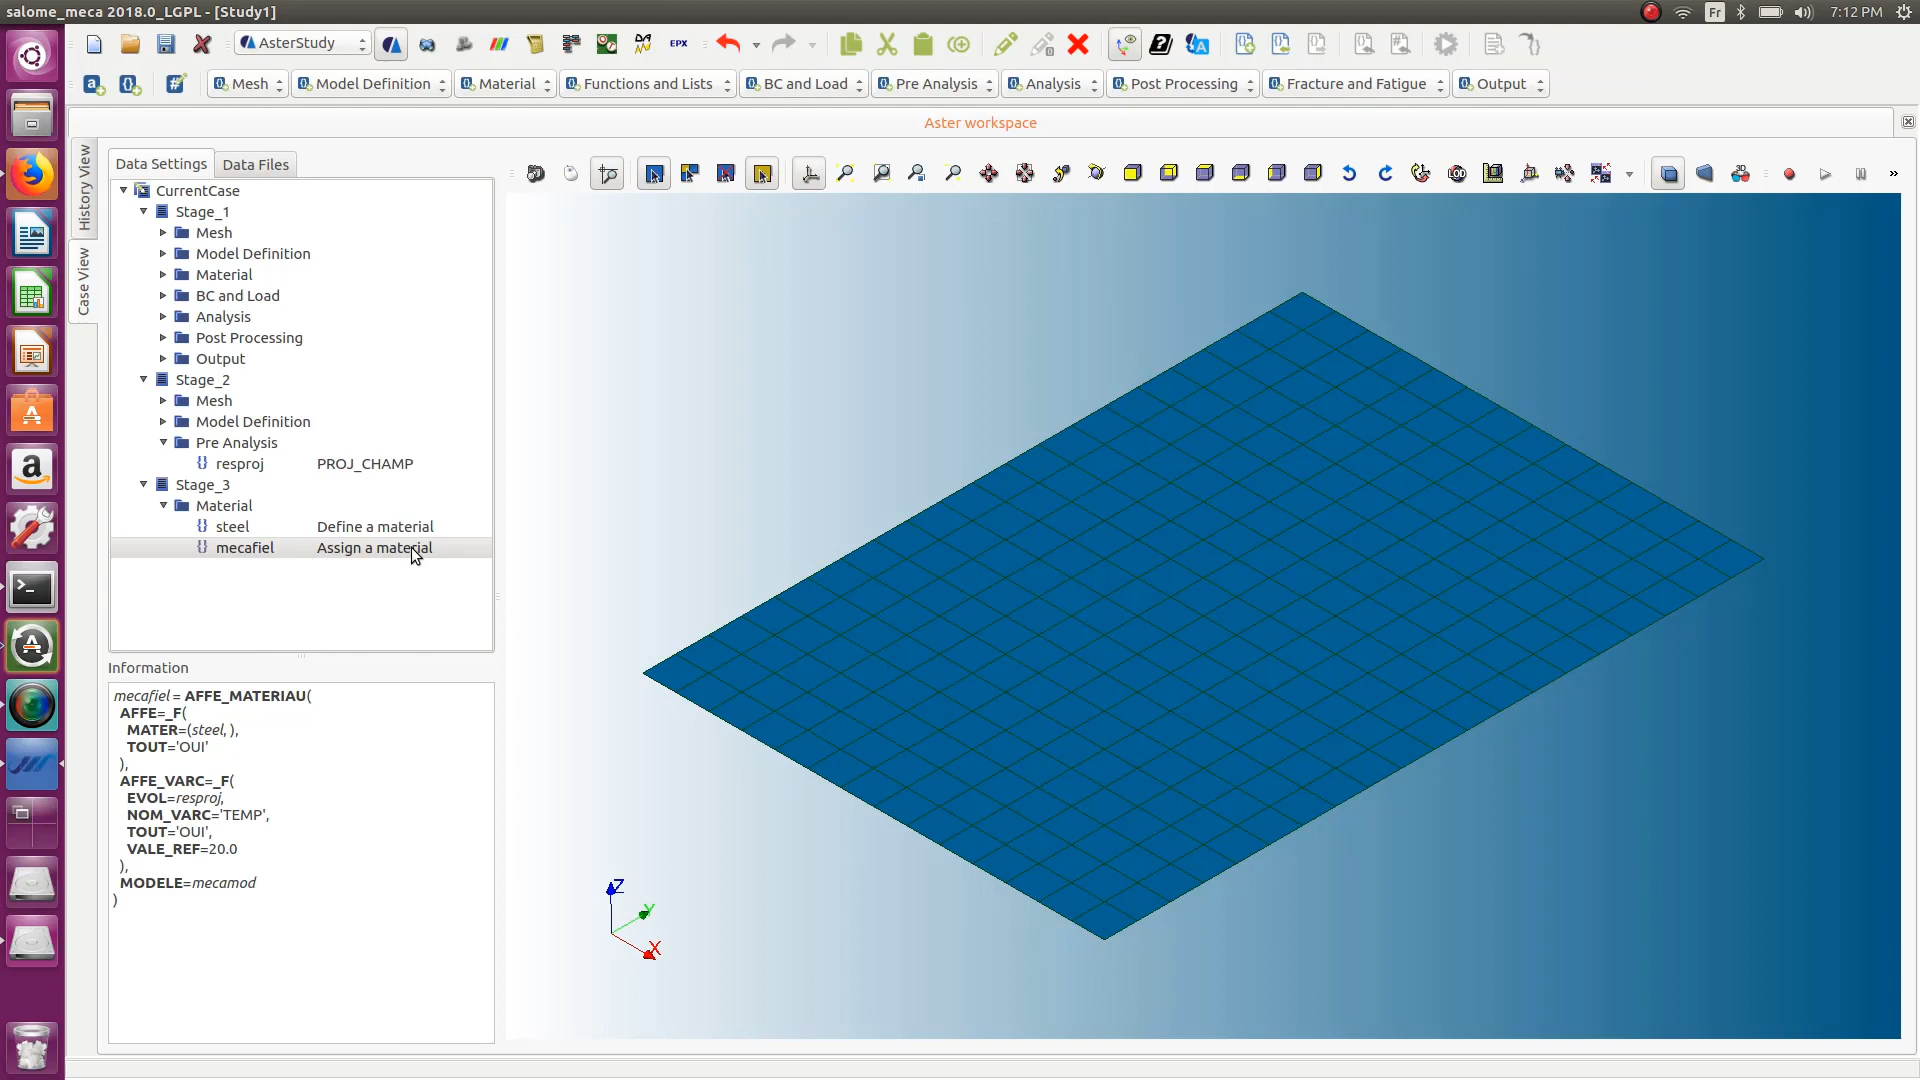 salome_meca 2018.0_LGPL - [Study1]
Fr
7:12 PM
AsterStudy
EPX
Mesh
Model Definition
Material
Functions and Lists
BC and Load
Pre Analysis
Analysis
Post Processing
Fracture and Fatigue
Output
Aster workspace
History View
Case View
Data Settings
Data Files
LOD
3D
»
CurrentCase
Stage_1
Mesh
Model Definition
Material
BC and Load
Analysis
Post Processing
Output
Stage_2
Mesh
Model Definition
Pre Analysis
resproj PROJ_CHAMP
Stage_3
Material
steel Define a material
mecafiel Assign a material
Information
mecafiel = AFFE_MATERIAU(
AFFE=_F(
MATER=(steel, ),
TOUT='OUI'
),
AFFE_VARC=_F(
EVOL=resproj,
NOM_VARC='TEMP',
TOUT='OUI',
VALE_REF=20.0
),
MODELE=mecamod
)
Z
Y
X